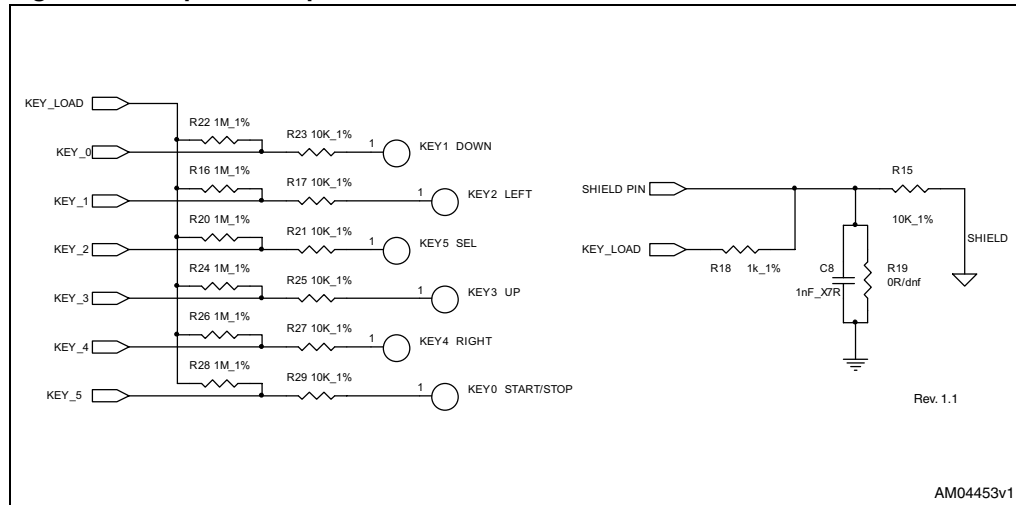 KEY_LOAD
R22 1M_1%
R23 10K_1%
1
KEY1 DOWN
KEY_0
R16 1M_1%
R17 10K_1%
1
KEY2 LEFT
KEY_1
R20 1M_1%
R21 10K_1%
1
KEY5 SEL
KEY_2
R24 1M_1%
R25 10K_1%
1
KEY3 UP
KEY_3
R26 1M_1%
R27 10K_1%
1
KEY4 RIGHT
KEY_4
R28 1M_1%
R29 10K_1%
1
KEY0 START/STOP
KEY_5
SHIELD PIN
R15
10K_1%
SHIELD
KEY_LOAD
R18 1k_1%
C8
1nF_X7R
R19
0R/dnf
Rev. 1.1
AM04453v1